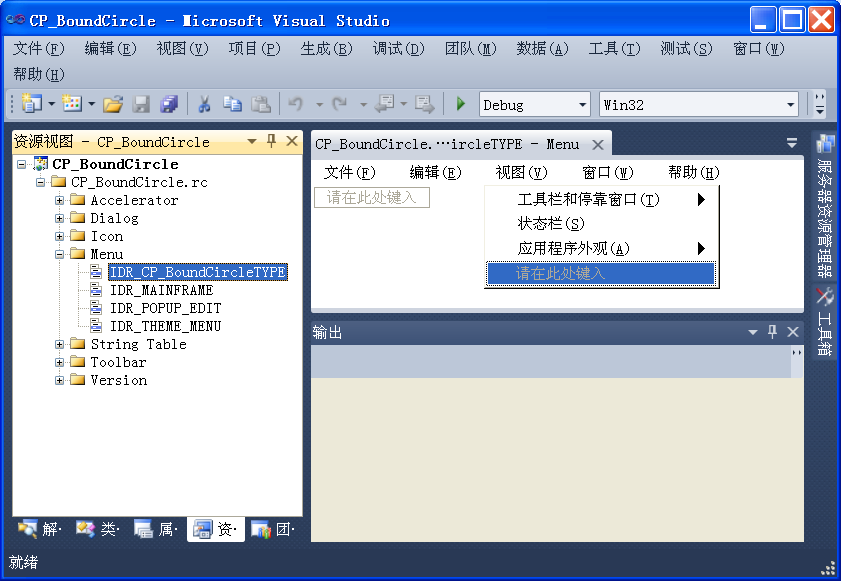 CP_BoundCircle - Microsoft Visual Studio
文件(F) 编辑(E) 视图(V) 项目(P) 生成(B) 调试(D) 团队(M) 数据(A) 工具(T) 测试(S) 窗口(W)
帮助(H)
Debug Win32
资源视图 - CP_BoundCircle
CP_BoundCircle
CP_BoundCircle.rc
Accelerator
Dialog
Icon
Menu
IDR_CP_BoundCircleTYPE
IDR_MAINFRAME
IDR_POPUP_EDIT
IDR_THEME_MENU
String Table
Toolbar
Version
解· 类· 属· 资· 团·
CP_BoundCircle.···ircleTYPE - Menu
文件(F) 编辑(E) 视图(V) 窗口(W) 帮助(H)
请在此处键入
工具栏和停靠窗口(T)
状态栏(S)
应用程序外观(A)
请在此处键入
输出
服务器资源管理器
工具箱
就绪